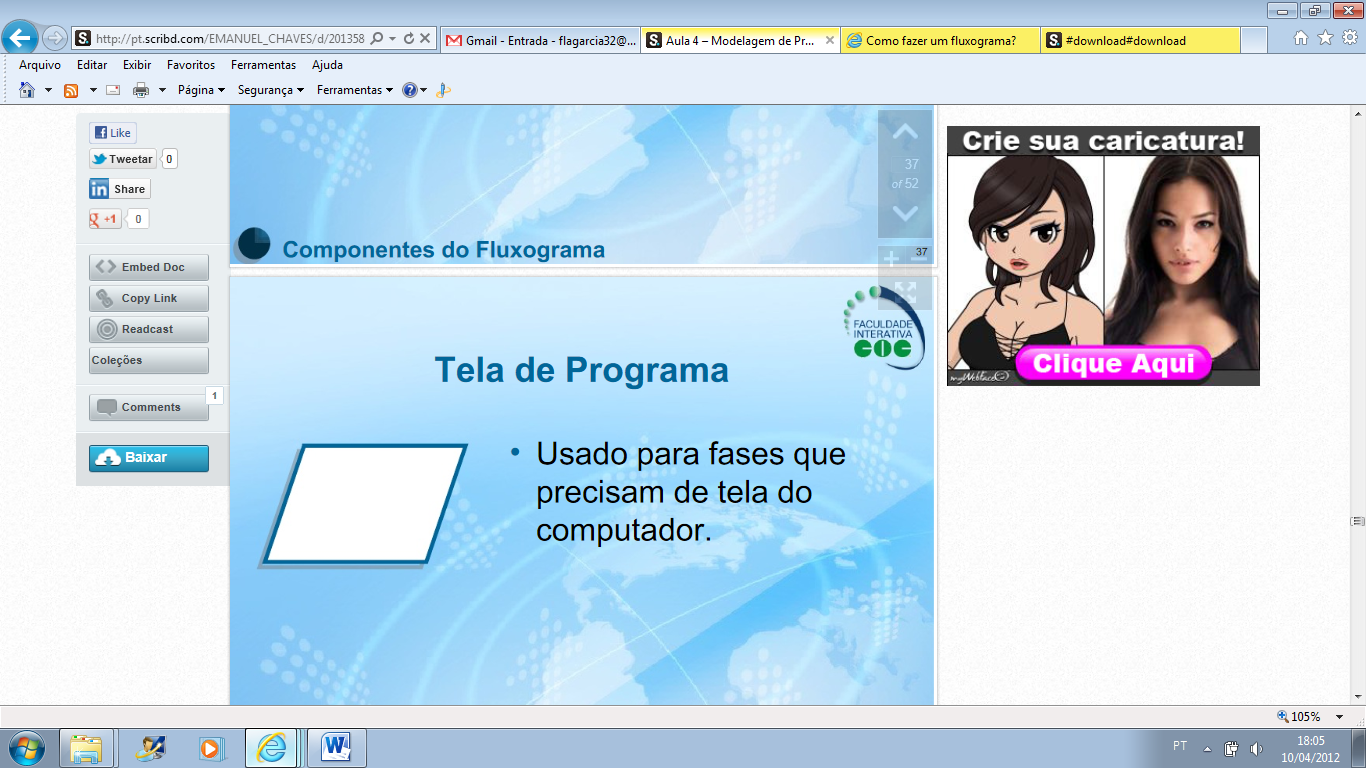 http://pt.scribd.com/EMANUEL_CHAVES/d/201358
Gmail - Entrada - flagarcia32@...
Aula 4 – Modelagem de Pr...
Como fazer um fluxograma?
#download#download
Arquivo Editar Exibir Favoritos Ferramentas Ajuda
Página Segurança Ferramentas
Like
Tweetar 0
Share
+1 0
Embed Doc
Copy Link
Readcast
Coleções
1
Comments
Baixar
37
of 52
37
Componentes do Fluxograma
FACULDADE
INTERATIVA
COC
Tela de Programa
• Usado para fases que
precisam de tela do
computador.
Crie sua caricatura!
Clique Aqui
myWebface
105%
PT
18:05
10/04/2012